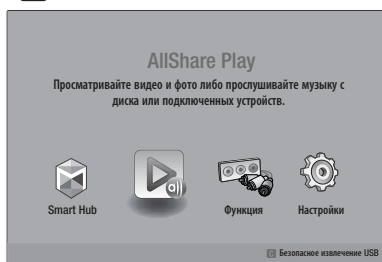 AllShare Play
Просматривайте видео и фото либо прослушивайте музыку с
диска или подключенных устройств.
Smart Hub
Функция
Настройки
Безопасное извлечение USB